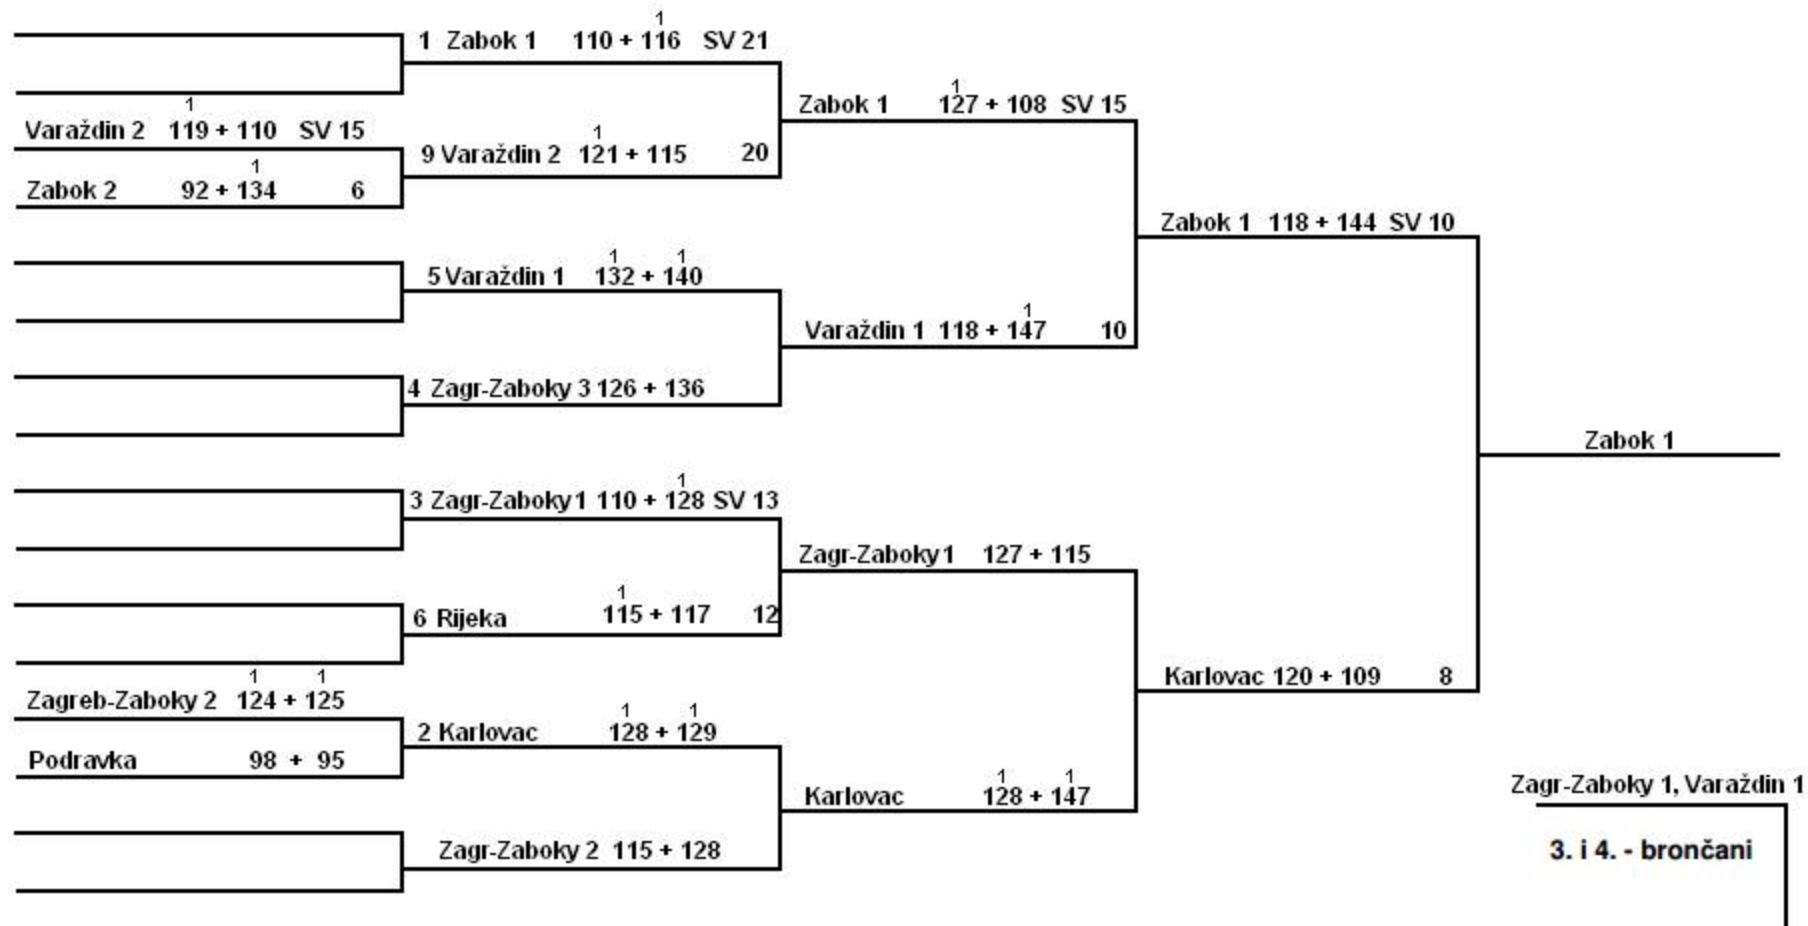 1
1 Zabok 1 110 + 116 SV 21
1
Varaždin 2 119 + 110 SV 15
1
Zabok 2 92 + 134 6
1
9 Varaždin 2 121 + 115 20
1 1
5 Varaždin 1 132 + 140
4 Zagr-Zaboky 3 126 + 136
1
3 Zagr-Zaboky 1 110 + 128 SV 13
1
6 Rijeka 115 + 117 12
1 1
Zagreb-Zaboky 2 124 + 125
Podravka 98 + 95
1 1
2 Karlovac 128 + 129
Zagr-Zaboky 2 115 + 128
1
Zabok 1 127 + 108 SV 15
1
Varaždin 1 118 + 147 10
Zagr-Zaboky 1 127 + 115
1 1
Karlovac 128 + 147
Zabok 1 118 + 144 SV 10
Karlovac 120 + 109 8
Zabok 1
Zagr-Zaboky 1, Varaždin 1
3. i 4. - brončani